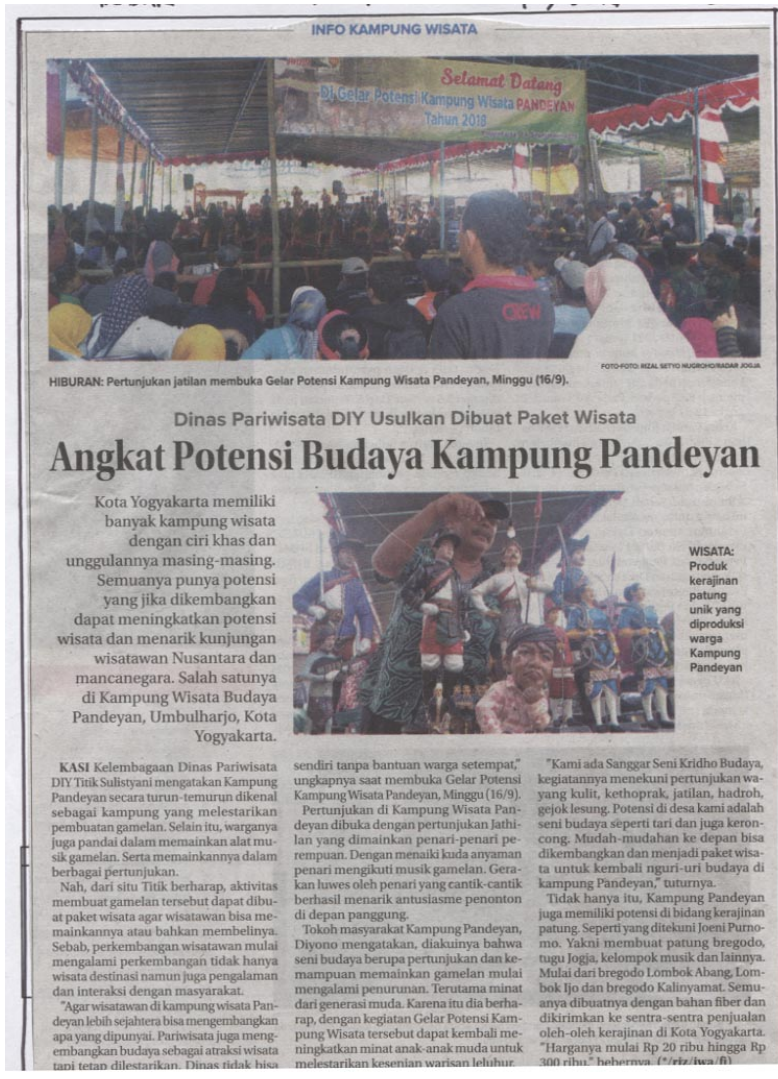 INFO KAMPUNG WISATA
Selamat Datang
Di Gelar Potensi Kampung Wisata PANDEYAN
Tahun 2018
CREW
FOTO-FOTO: RIZAL SETYO NUGROHO/RADAR JOGJA
HIBURAN: Pertunjukan jatilan membuka Gelar Potensi Kampung Wisata Pandeyan, Minggu (16/9).
Dinas Pariwisata DIY Usulkan Dibuat Paket Wisata
Angkat Potensi Budaya Kampung Pandeyan
Kota Yogyakarta memiliki
banyak kampung wisata
dengan ciri khas dan
unggulannya masing-masing.
Semuanya punya potensi
yang jika dikembangkan
dapat meningkatkan potensi
wisata dan menarik kunjungan
wisatawan Nusantara dan
mancanegara. Salah satunya
di Kampung Wisata Budaya
Pandeyan, Umbulharjo, Kota
Yogyakarta.
WISATA:
Produk
kerajinan
patung
unik yang
diproduksi
warga
Kampung
Pandeyan
KASI Kelembagaan Dinas Pariwisata
DIY Titik Sulistyani mengatakan Kampung
Pandeyan secara turun-temurun dikenal
sebagai kampung yang melestarikan
pembuatan gamelan. Selain itu, warganya
juga pandai dalam memainkan alat mu-
sik gamelan. Serta memainkannya dalam
berbagai pertunjukan.
Nah, dari situ Titik berharap, aktivitas
membuat gamelan tersebut dapat dibu-
at paket wisata agar wisatawan bisa me-
mainkannya atau bahkan membelinya.
Sebab, perkembangan wisatawan mulai
mengalami perkembangan tidak hanya
wisata destinasi namun juga pengalaman
dan interaksi dengan masyarakat.
"Agar wisatawan di kampung wisata Pan-
deyan lebih sejahtera bisa mengembangkan
apa yang dipunyai. Pariwisata juga meng-
embangkan budaya sebagai atraksi wisata
tapi tetap dilestarikan. Dinas tidak bisa
sendiri tanpa bantuan warga setempat,"
ungkapnya saat membuka Gelar Potensi
Kampung Wisata Pandeyan, Minggu (16/9).
Pertunjukan di Kampung Wisata Pan-
deyan dibuka dengan pertunjukan Jathi-
lan yang dimainkan penari-penari pe-
rempuan. Dengan menaiki kuda anyaman
penari mengikuti musik gamelan. Gera-
kan luwes oleh penari yang cantik-cantik
berhasil menarik antusiasme penonton
di depan panggung.
Tokoh masyarakat Kampung Pandeyan,
Diyono mengatakan, diakuinya bahwa
seni budaya berupa pertunjukan dan ke-
mampuan memainkan gamelan mulai
mengalami penurunan. Terutama minat
dari generasi muda. Karena itu dia berha-
rap, dengan kegiatan Gelar Potensi Kam-
pung Wisata tersebut dapat kembali me-
ningkatkan minat anak-anak muda untuk
melestarikan kesenian warisan leluhur.
"Kami ada Sanggar Seni Kridho Budaya,
kegiatannya menekuni pertunjukan wa-
yang kulit, kethoprak, jatilan, hadroh,
gejok lesung. Potensi di desa kami adalah
seni budaya seperti tari dan juga keron-
cong. Mudah-mudahan ke depan bisa
dikembangkan dan menjadi paket wisa-
ta untuk kembali nguri-uri budaya di
kampung Pandeyan," tuturnya.
Tidak hanya itu, Kampung Pandeyan
juga memiliki potensi di bidang kerajinan
patung. Seperti yang ditekuni Joeni Purno-
mo. Yakni membuat patung bregodo,
tugu Jogja, kelompok musik dan lainnya.
Mulai dari bregodo Lombok Abang, Lom-
bok Ijo dan bregodo Kalinyamat. Semu-
anya dibuatnya dengan bahan fiber dan
dikirimkan ke sentra-sentra penjualan
oleh-oleh kerajinan di Kota Yogyakarta.
"Harganya mulai Rp 20 ribu hingga Rp
300 ribu," bebernya. (*/riz/iwa/fj)